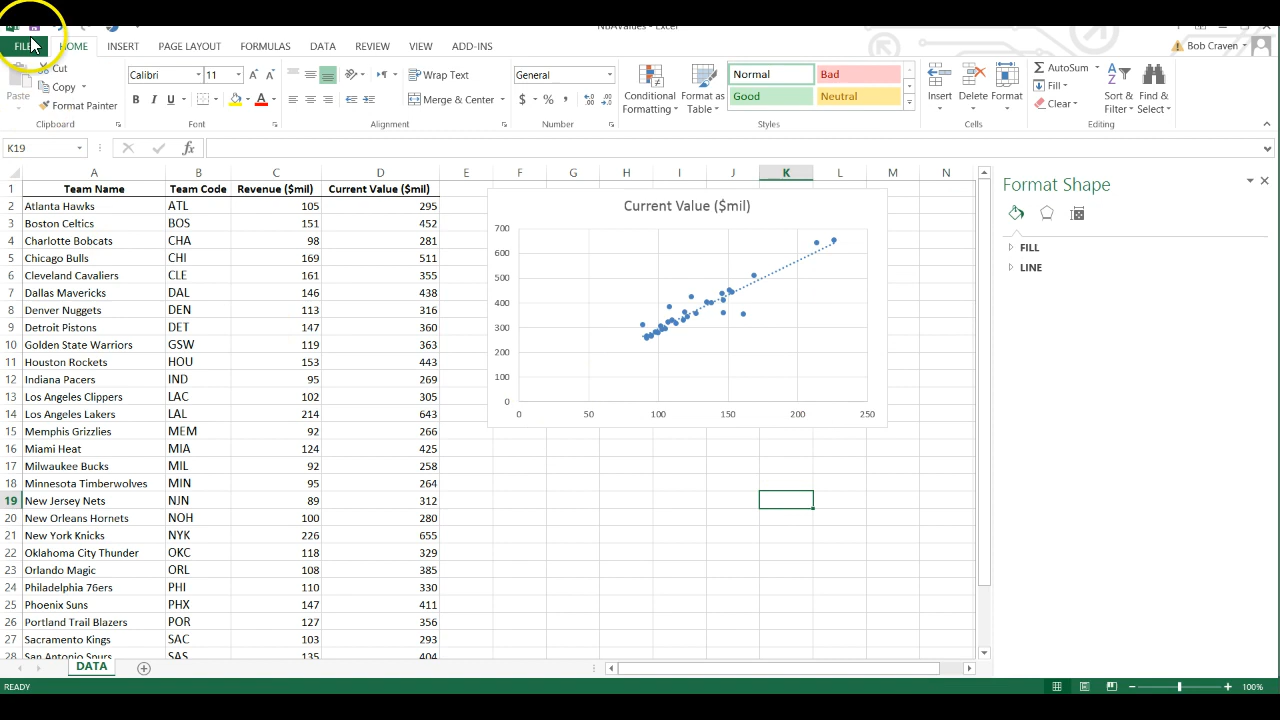 NBAValues - Excel
FILE HOME INSERT PAGE LAYOUT FORMULAS DATA REVIEW VIEW ADD-INS Bob Craven
Paste
Cut
Copy
Format Painter
Clipboard
Calibri 11
B I U
Font
Wrap Text
Merge & Center
Alignment
General
$ % ,
Number
Conditional Formatting
Format as Table
Normal Bad
Good Neutral
Styles
Insert Delete Format
Cells
AutoSum
Fill
Clear
Sort & Filter
Find & Select
Editing
K19 fx
A B C D E F G H I J K L M N
1 Team Name Team Code Revenue ($mil) Current Value ($mil)
2 Atlanta Hawks ATL 105 295
3 Boston Celtics BOS 151 452
4 Charlotte Bobcats CHA 98 281
5 Chicago Bulls CHI 169 511
6 Cleveland Cavaliers CLE 161 355
7 Dallas Mavericks DAL 146 438
8 Denver Nuggets DEN 113 316
9 Detroit Pistons DET 147 360
10 Golden State Warriors GSW 119 363
11 Houston Rockets HOU 153 443
12 Indiana Pacers IND 95 269
13 Los Angeles Clippers LAC 102 305
14 Los Angeles Lakers LAL 214 643
15 Memphis Grizzlies MEM 92 266
16 Miami Heat MIA 124 425
17 Milwaukee Bucks MIL 92 258
18 Minnesota Timberwolves MIN 95 264
19 New Jersey Nets NJN 89 312
20 New Orleans Hornets NOH 100 280
21 New York Knicks NYK 226 655
22 Oklahoma City Thunder OKC 118 329
23 Orlando Magic ORL 108 385
24 Philadelphia 76ers PHI 110 330
25 Phoenix Suns PHX 147 411
26 Portland Trail Blazers POR 127 356
27 Sacramento Kings SAC 103 293
28 San Antonio Spurs SAS 135 404
Current Value ($mil)
700
600
500
400
300
200
100
0
0 50 100 150 200 250
Format Shape
FILL
LINE
DATA
READY 100%